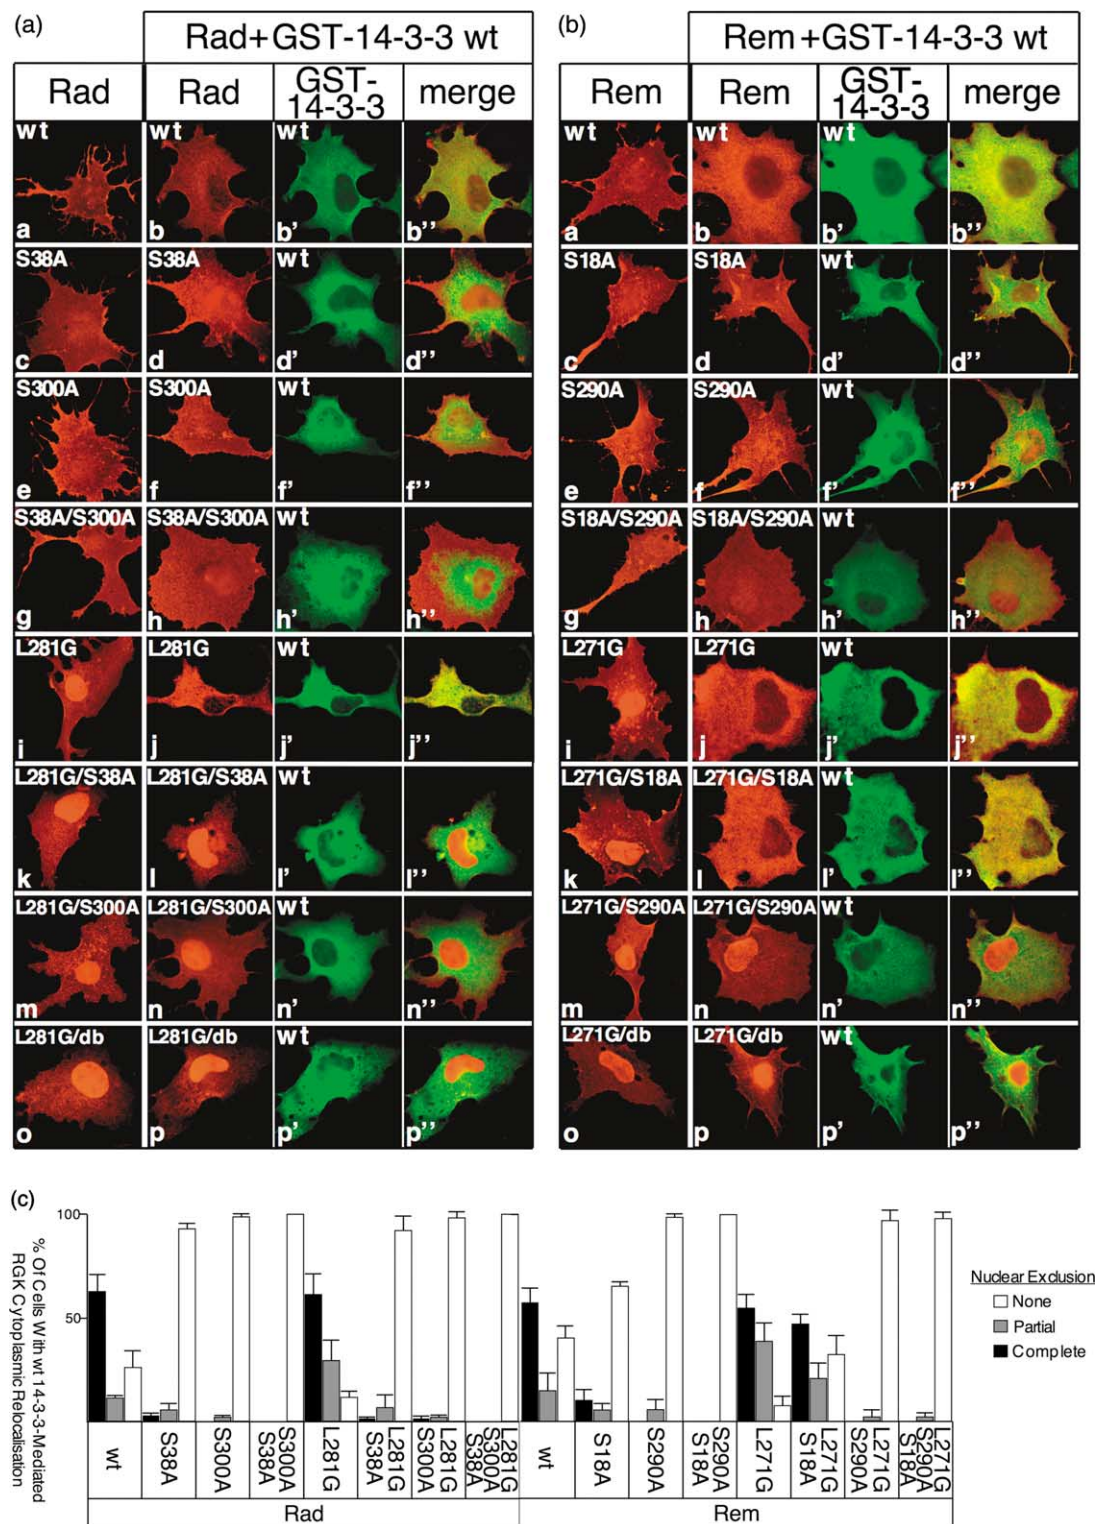 (a)
Rad+GST-14-3-3 wt
Rad
Rad
GST-
14-3-3
merge
wt
a
wt
b
wt
b'
b''
S38A
c
S38A
d
wt
d'
d''
S300A
e
S300A
f
wt
f'
f''
S38A/S300A
g
S38A/S300A
h
wt
h'
h''
L281G
i
L281G
j
wt
j'
j''
L281G/S38A
k
L281G/S38A
l
wt
l'
l''
L281G/S300A
m
L281G/S300A
n
wt
n'
n''
L281G/db
o
L281G/db
p
wt
p'
p''
(b)
Rem+GST-14-3-3 wt
Rem
Rem
GST-
14-3-3
merge
wt
a
wt
b
wt
b'
b''
S18A
c
S18A
d
wt
d'
d''
S290A
e
S290A
f
wt
f'
f''
S18A/S290A
g
S18A/S290A
h
wt
h'
h''
L271G
i
L271G
j
wt
j'
j''
L271G/S18A
k
L271G/S18A
l
wt
l'
l''
L271G/S290A
m
L271G/S290A
n
wt
n'
n''
L271G/db
o
L271G/db
p
wt
p'
p''
(c)
% Of Cells With wt 14-3-3-Mediated
RGK Cytoplasmic Relocalisation
100
50
Nuclear Exclusion
None
Partial
Complete
wt
S38A
S300A
S300A
S38A
L281G
L281G
S38A
L281G
S300A
L281G
S300A
S38A
wt
S18A
S290A
S290A
S18A
L271G
L271G
S18A
L271G
S290A
L271G
S290A
S18A
Rad
Rem